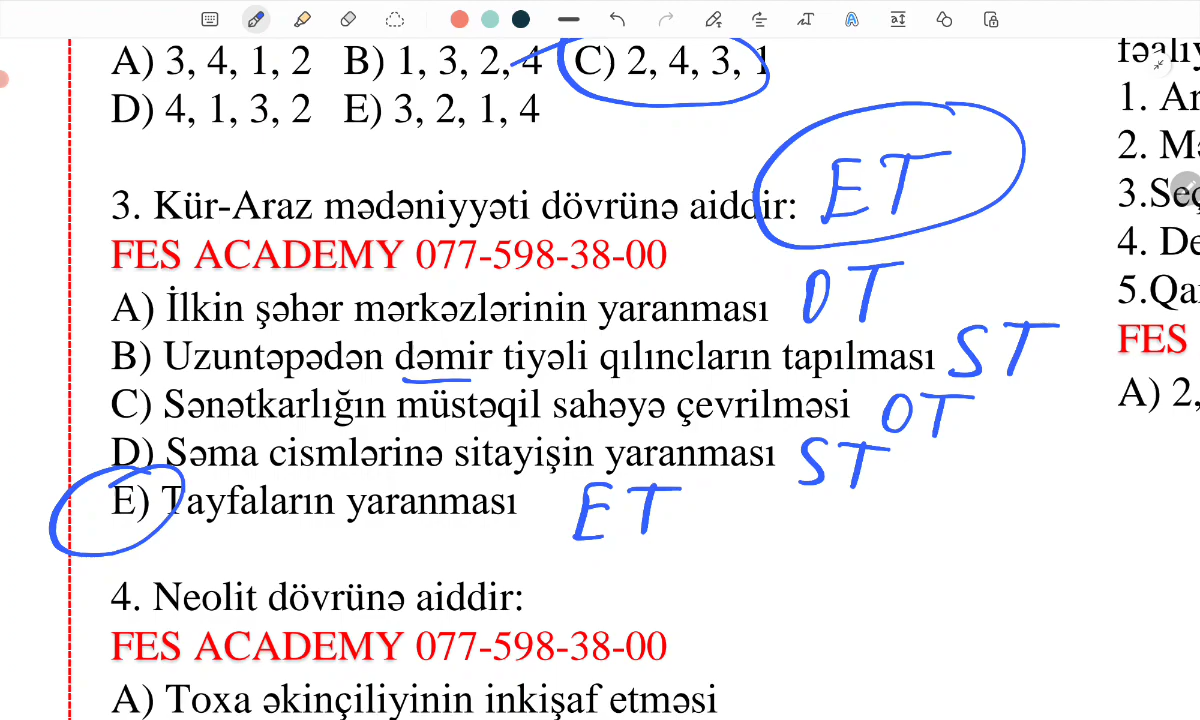 A) 3, 4, 1, 2 B) 1, 3, 2, 4 C) 2, 4, 3, 1
D) 4, 1, 3, 2 E) 3, 2, 1, 4
3. Kür-Araz mədəniyyəti dövrünə aiddir: ET
FES ACADEMY 077-598-38-00
A) İlkin şəhər mərkəzlərinin yaranması OT
B) Uzuntəpədən dəmir tiyəli qılıncların tapılması ST
C) Sənətkarlığın müstəqil sahəyə çevrilməsi OT
D) Səma cismlərinə sitayişin yaranması ST
E) Tayfaların yaranması ET
4. Neolit dövrünə aiddir:
FES ACADEMY 077-598-38-00
A) Toxa əkinçiliyinin inkişaf etməsi
1. Ar
2. Mə
3.Seç
4. De
5.Qa
FES
A) 2,